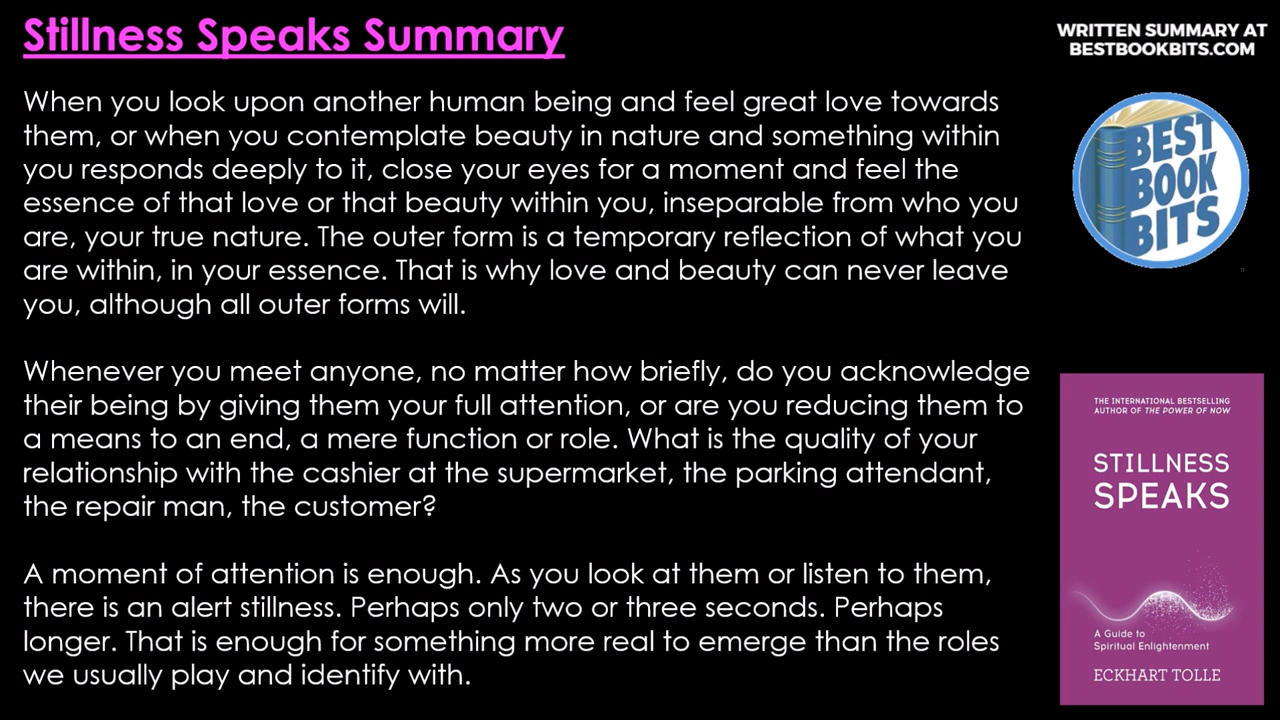 Stillness Speaks Summary
When you look upon another human being and feel great love towards
them, or when you contemplate beauty in nature and something within
you responds deeply to it, close your eyes for a moment and feel the
essence of that love or that beauty within you, inseparable from who you
are, your true nature. The outer form is a temporary reflection of what you
are within, in your essence. That is why love and beauty can never leave
you, although all outer forms will.
Whenever you meet anyone, no matter how briefly, do you acknowledge
their being by giving them your full attention, or are you reducing them to
a means to an end, a mere function or role. What is the quality of your
relationship with the cashier at the supermarket, the parking attendant,
the repair man, the customer?
A moment of attention is enough. As you look at them or listen to them,
there is an alert stillness. Perhaps only two or three seconds. Perhaps
longer. That is enough for something more real to emerge than the roles
we usually play and identify with.
WRITTEN SUMMARY AT
BESTBOOKBITS.COM
BEST
BOOK
BITS
THE INTERNATIONAL BESTSELLING
AUTHOR OF THE POWER OF NOW
STILLNESS
SPEAKS
A Guide to
Spiritual Enlightenment
ECKHART TOLLE